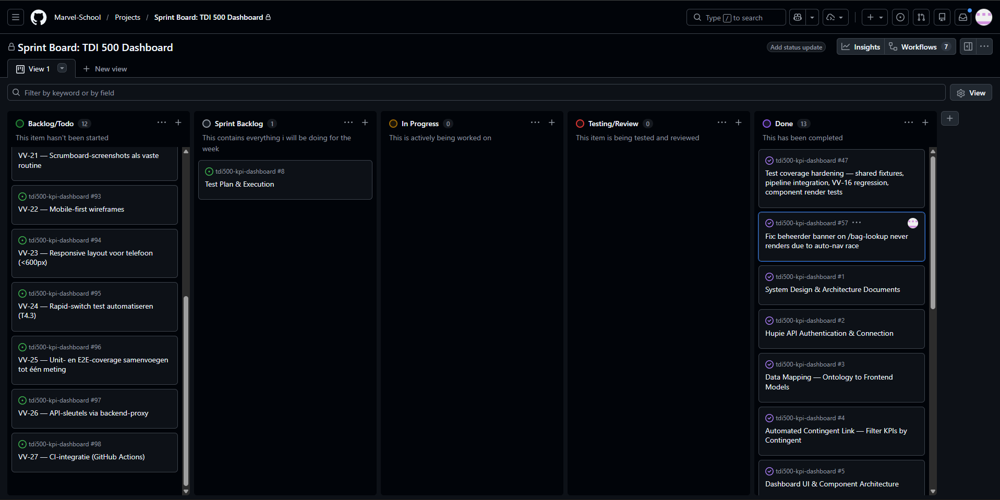 Marvel-School / Projects / Sprint Board: TDI 500 Dashboard
Type / to search
Sprint Board: TDI 500 Dashboard
Add status update
Insights
Workflows 7
View 1
New view
Filter by keyword or by field
View
Backlog/Todo 12
This item hasn't been started
VV-21 — Scrumboard-screenshots als vaste
routine
tdi500-kpi-dashboard #93
VV-22 — Mobile-first wireframes
tdi500-kpi-dashboard #94
VV-23 — Responsive layout voor telefoon
(<600px)
tdi500-kpi-dashboard #95
VV-24 — Rapid-switch test automatiseren
(T4.3)
tdi500-kpi-dashboard #96
VV-25 — Unit- en E2E-coverage samenvoegen
tot één meting
tdi500-kpi-dashboard #97
VV-26 — API-sleutels via backend-proxy
tdi500-kpi-dashboard #98
VV-27 — CI-integratie (GitHub Actions)
Sprint Backlog 1
This contains everything i will be doing for the
week
tdi500-kpi-dashboard #8
Test Plan & Execution
In Progress 0
This is actively being worked on
Testing/Review 0
This item is being tested and reviewed
Done 13
This has been completed
tdi500-kpi-dashboard #47
Test coverage hardening — shared fixtures,
pipeline integration, VV-16 regression,
component render tests
tdi500-kpi-dashboard #57
Fix: beheerder banner on /bag-lookup never
renders due to auto-nav race
tdi500-kpi-dashboard #1
System Design & Architecture Documents
tdi500-kpi-dashboard #2
Hupie API Authentication & Connection
tdi500-kpi-dashboard #3
Data Mapping — Ontology to Frontend
Models
tdi500-kpi-dashboard #4
Automated Contingent Link — Filter KPIs by
Contingent
tdi500-kpi-dashboard #5
Dashboard UI & Component Architecture